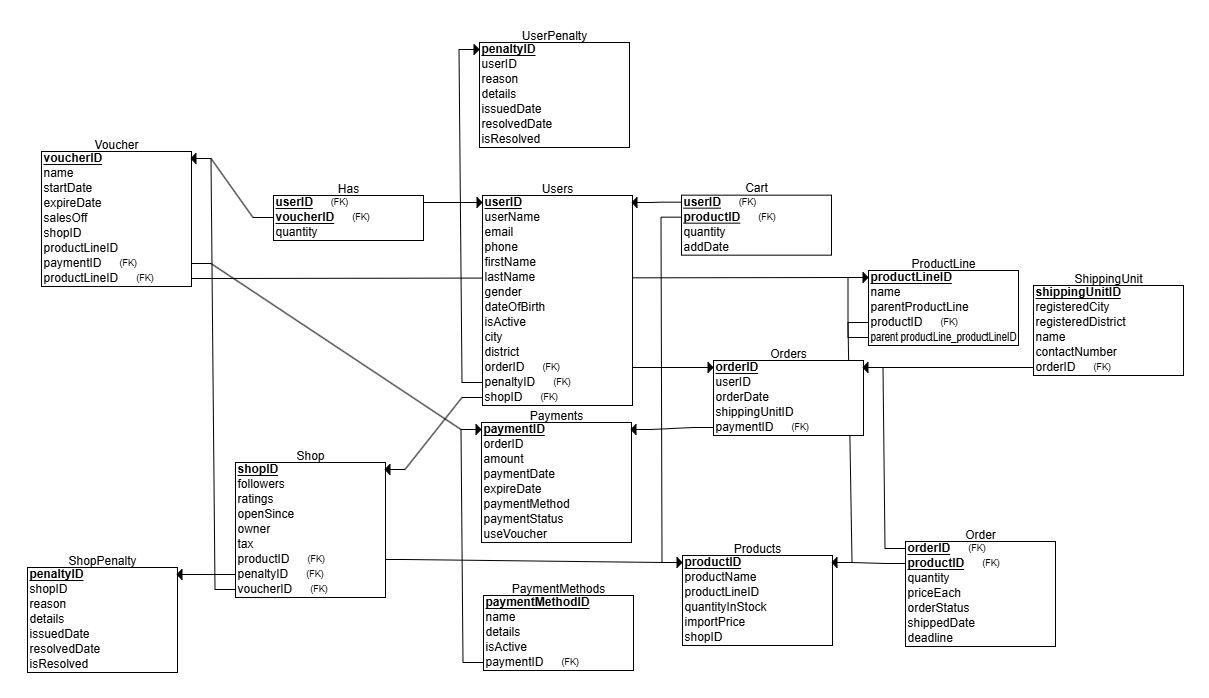 UserPenalty
penaltyID
userID
reason
details
issuedDate
resolvedDate
isResolved
Voucher
voucherID
name
startDate
expireDate
salesOff
shopID
productLineID
paymentID (FK)
productLineID (FK)
Has
userID (FK)
voucherID (FK)
quantity
Users
userID
userName
email
phone
firstName
lastName
gender
dateOfBirth
isActive
city
district
orderID (FK)
penaltyID (FK)
shopID (FK)
Cart
userID (FK)
productID (FK)
quantity
addDate
ProductLine
productLineID
name
parentProductLine
productID (FK)
parent productLine_productLineID
ShippingUnit
shippingUnitID
registeredCity
registeredDistrict
name
contactNumber
orderID (FK)
Orders
orderID
userID
orderDate
shippingUnitID
paymentID (FK)
Payments
paymentID
orderID
amount
paymentDate
expireDate
paymentMethod
paymentStatus
useVoucher
Shop
shopID
followers
ratings
openSince
owner
tax
productID (FK)
penaltyID (FK)
voucherID (FK)
ShopPenalty
penaltyID
shopID
reason
details
issuedDate
resolvedDate
isResolved
PaymentMethods
paymentMethodID
name
details
isActive
paymentID (FK)
Products
productID
productName
productLineID
quantityInStock
importPrice
shopID
Order
orderID (FK)
productID (FK)
quantity
priceEach
orderStatus
shippedDate
deadline